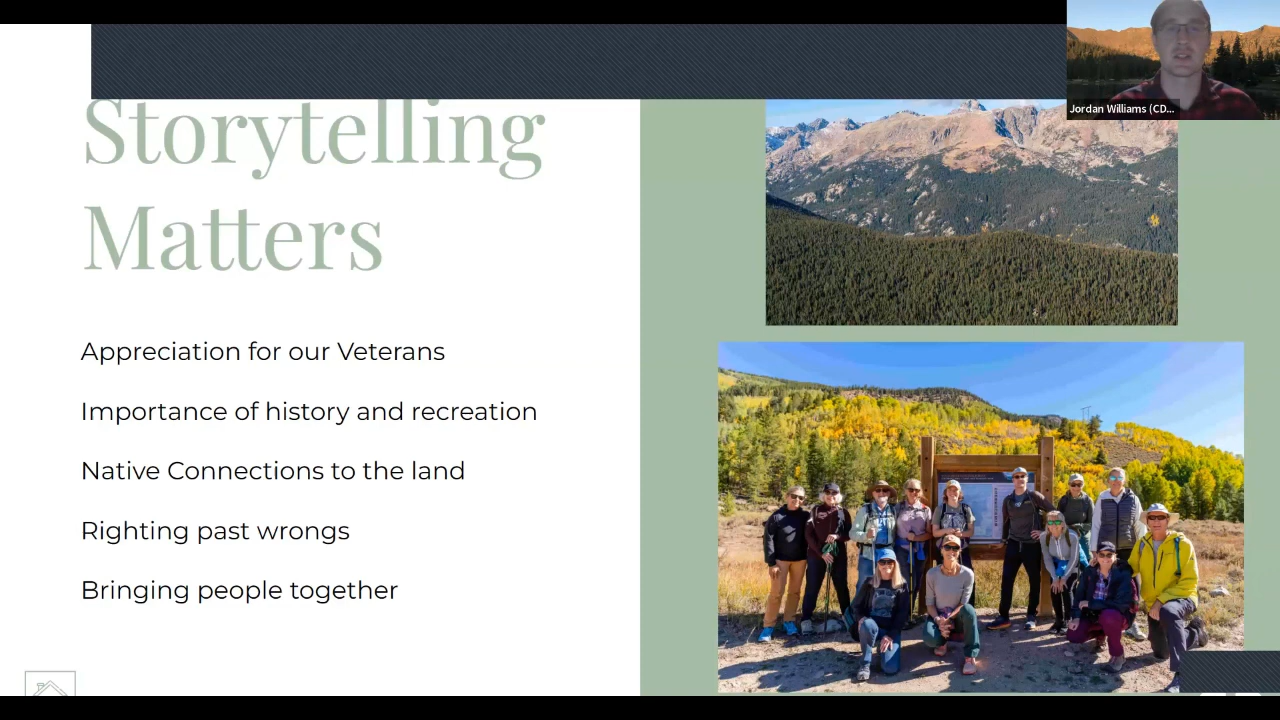 Storytelling
Matters
Appreciation for our Veterans
Importance of history and recreation
Native Connections to the land
Righting past wrongs
Bringing people together
Jordan Williams (CD...